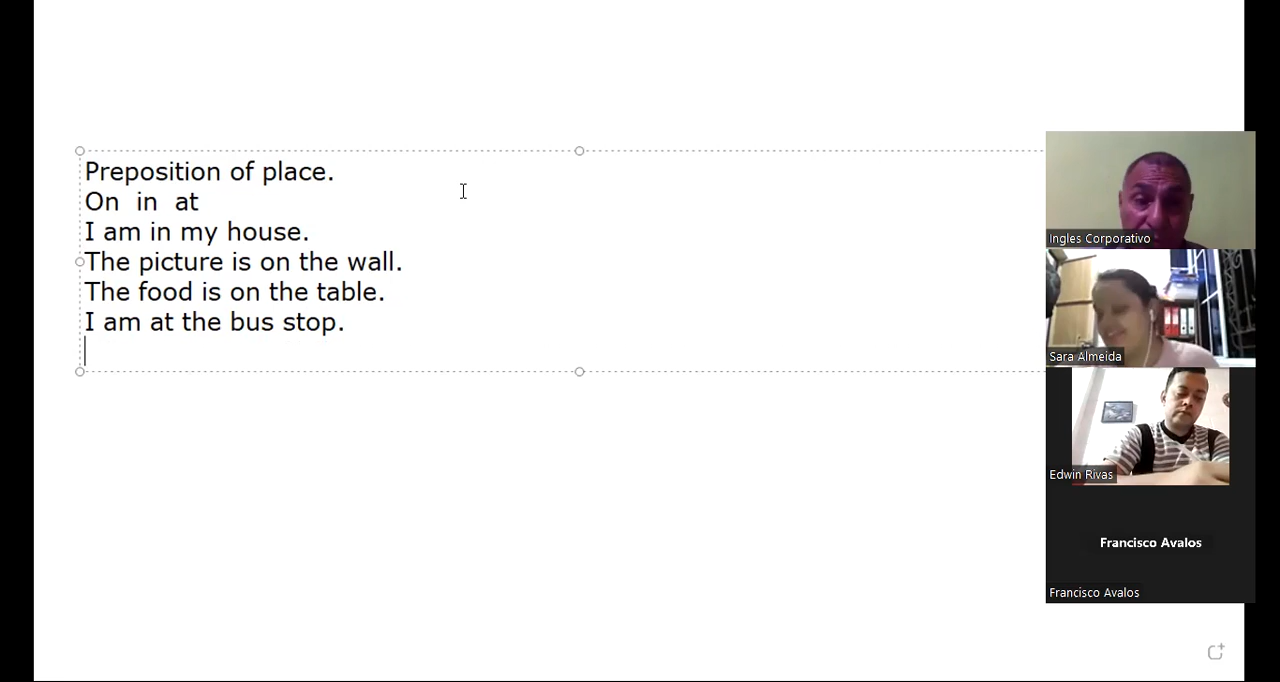 Preposition of place.
On in at
I am in my house.
The picture is on the wall.
The food is on the table.
I am at the bus stop.
Ingles Corporativo
Sara Almeida
Edwin Rivas
Francisco Avalos
Francisco Avalos